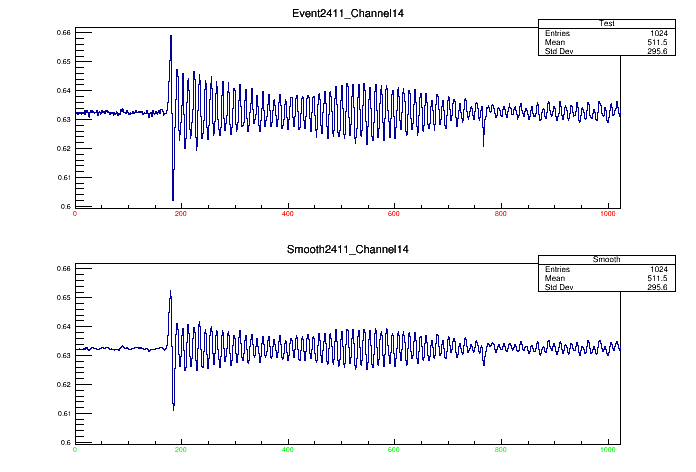 Event2411_Channel14
Test
Entries 1024
Mean 511.5
Std Dev 295.6
0.66
0.65
0.64
0.63
0.62
0.61
0.6
0 200 400 600 800 1000
Smooth2411_Channel14
Smooth
Entries 1024
Mean 511.5
Std Dev 295.6
0.66
0.65
0.64
0.63
0.62
0.61
0.6
0 200 400 600 800 1000